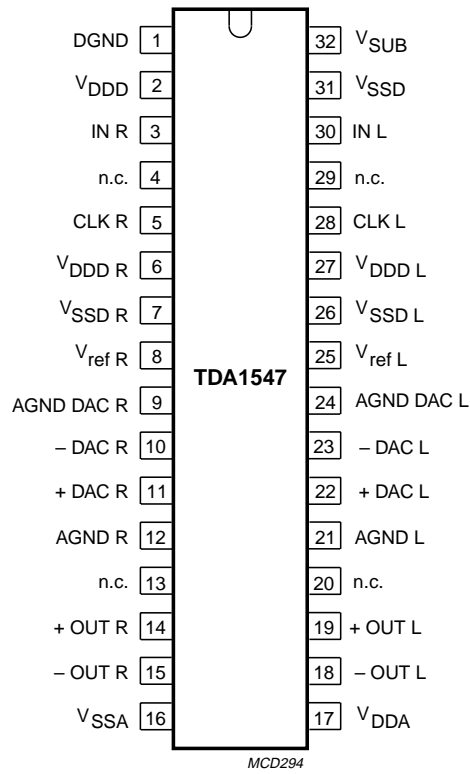 DGND 1 32 VSUB
VDDD 2 31 VSSD
IN R 3 30 IN L
n.c. 4 29 n.c.
CLK R 5 28 CLK L
VDDD R 6 27 VDDD L
VSSD R 7 26 VSSD L
Vref R 8 25 Vref L
TDA1547
AGND DAC R 9 24 AGND DAC L
– DAC R 10 23 – DAC L
+ DAC R 11 22 + DAC L
AGND R 12 21 AGND L
n.c. 13 20 n.c.
+ OUT R 14 19 + OUT L
– OUT R 15 18 – OUT L
VSSA 16 17 VDDA
MCD294